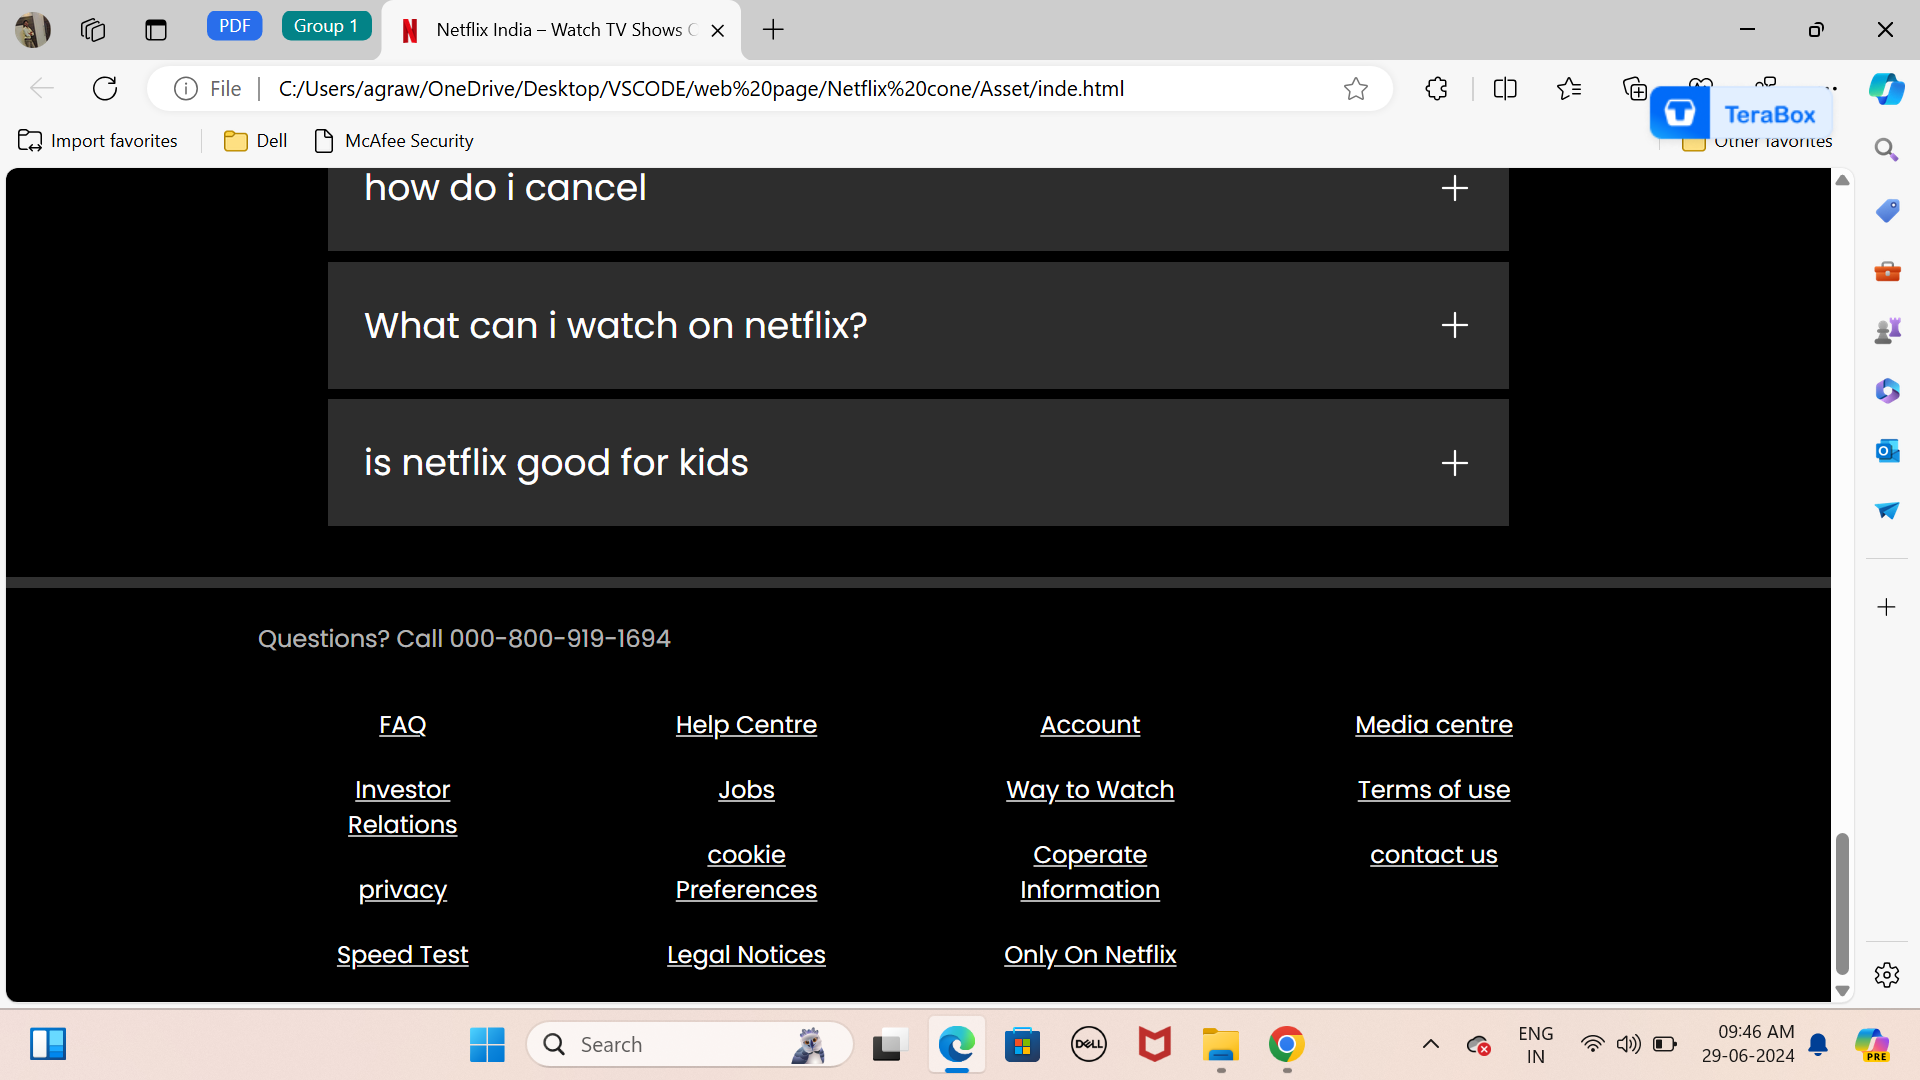 PDF
Group 1
Netflix India – Watch TV Shows
File
C:/Users/agraw/OneDrive/Desktop/VSCODE/web%20page/Netflix%20cone/Asset/inde.html
TeraBox
Import favorites
Dell
McAfee Security
Other favorites
how do i cancel
What can i watch on netflix?
is netflix good for kids
Questions? Call 000-800-919-1694
FAQ
Help Centre
Account
Media centre
Investor
Relations
Jobs
Way to Watch
Terms of use
privacy
cookie
Preferences
Coperate
Information
contact us
Speed Test
Legal Notices
Only On Netflix
Search
DELL
ENG
IN
09:46 AM
29-06-2024
PRE